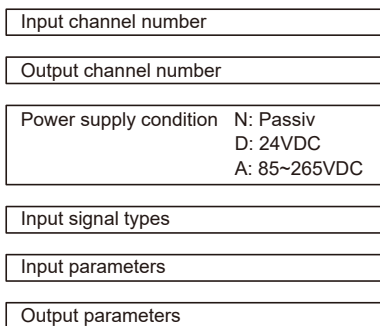 Input channel number
Output channel number
Power supply condition N: Passiv
D: 24VDC
A: 85~265VDC
Input signal types
Input parameters
Output parameters